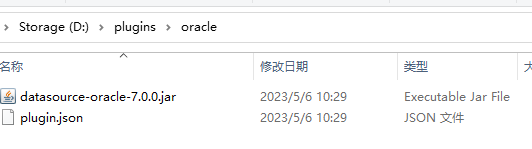 Storage (D:) > plugins > oracle
名称 修改日期 类型
datasource-oracle-7.0.0.jar 2023/5/6 10:29 Executable Jar File
plugin.json 2023/5/6 10:29 JSON 文件